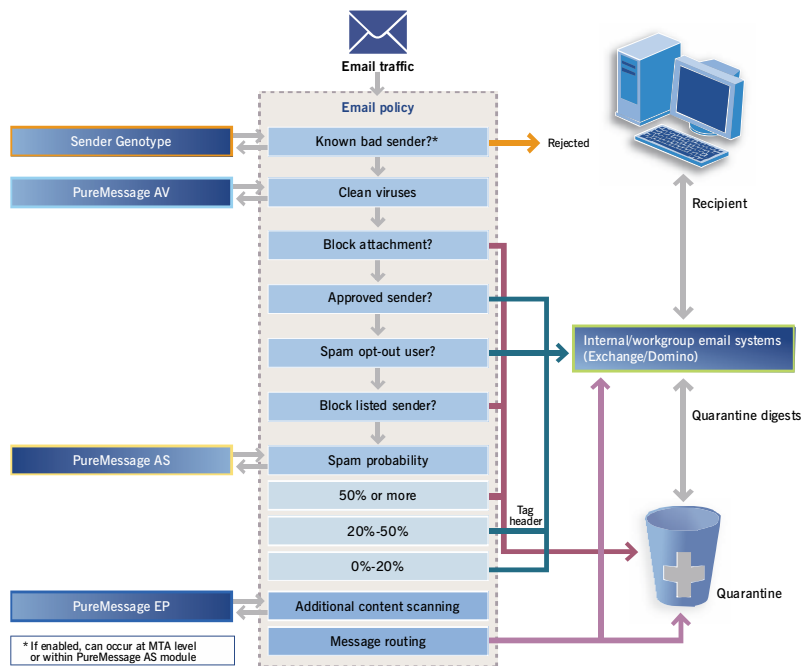 Email traffic
Email policy
Sender Genotype
Known bad sender?*
Rejected
PureMessage AV
Clean viruses
Recipient
Block attachment?
Approved sender?
Spam opt-out user?
Internal/workgroup email systems
(Exchange/Domino)
Block listed sender?
Quarantine digests
PureMessage AS
Spam probability
50% or more
Tag
header
20%-50%
0%-20%
PureMessage EP
Additional content scanning
Quarantine
Message routing
* If enabled, can occur at MTA level
or within PureMessage AS module